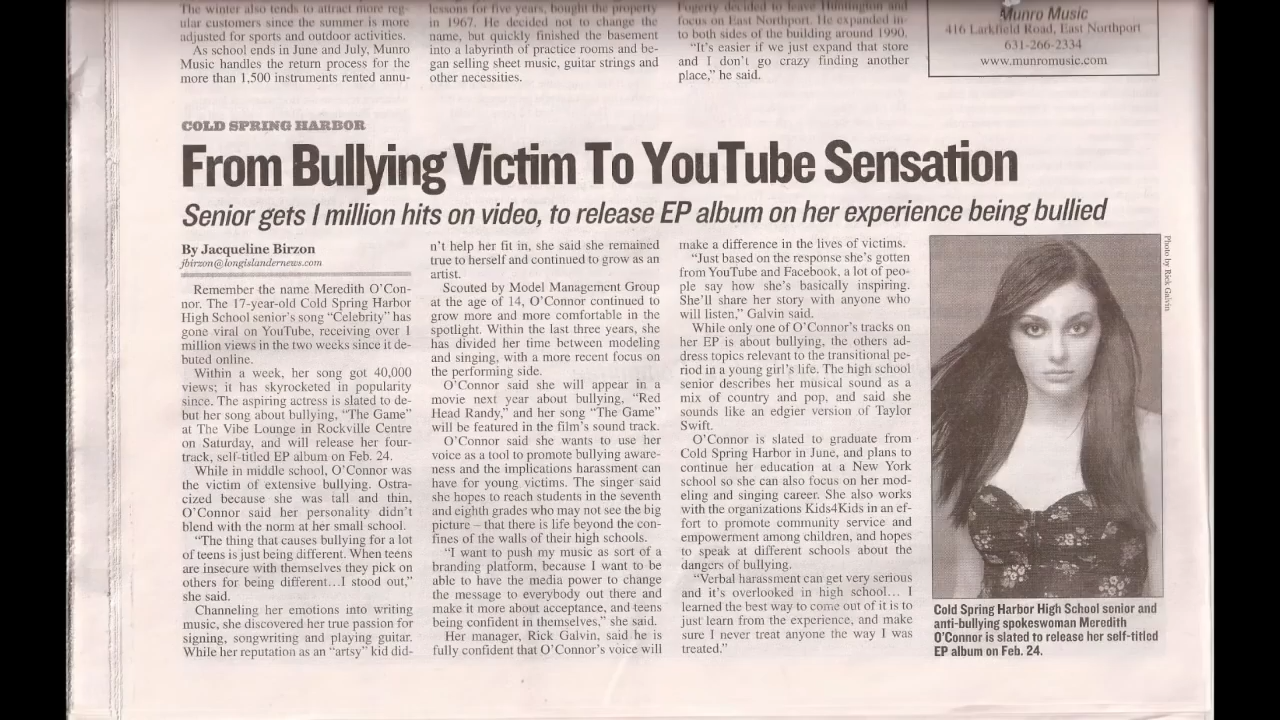 The winter also tends to attract more reg-
ular customers since the summer is more
adjusted for sports and outdoor activities.
As school ends in June and July, Munro
Music handles the return process for the
more than 1,500 instruments rented annu-
lessons for five years, bought the property
in 1967. He decided not to change the
name, but quickly finished the basement
into a labyrinth of practice rooms and be-
gan selling sheet music, guitar strings and
other necessities.
Fogerty decided to leave Huntington and
focus on East Northport. He expanded in-
to both sides of the building around 1990.
“It’s easier if we just expand that store
and I don’t go crazy finding another
place,” he said.
Munro Music
416 Larkfield Road, East Northport
631-266-2334
www.munromusic.com
COLD SPRING HARBOR
From Bullying Victim To YouTube Sensation
Senior gets 1 million hits on video, to release EP album on her experience being bullied
By Jacqueline Birzon
jbirzon@longislandernews.com
Remember the name Meredith O’Con-
nor. The 17-year-old Cold Spring Harbor
High School senior’s song “Celebrity” has
gone viral on YouTube, receiving over 1
million views in the two weeks since it de-
buted online.
Within a week, her song got 40,000
views; it has skyrocketed in popularity
since. The aspiring actress is slated to de-
but her song about bullying, “The Game”
at The Vibe Lounge in Rockville Centre
on Saturday, and will release her four-
track, self-titled EP album on Feb. 24.
While in middle school, O’Connor was
the victim of extensive bullying. Ostra-
cized because she was tall and thin,
O’Connor said her personality didn’t
blend with the norm at her small school.
“The thing that causes bullying for a lot
of teens is just being different. When teens
are insecure with themselves they pick on
others for being different…I stood out,”
she said.
Channeling her emotions into writing
music, she discovered her true passion for
signing, songwriting and playing guitar.
While her reputation as an “artsy” kid did-
n’t help her fit in, she said she remained
true to herself and continued to grow as an
artist.
Scouted by Model Management Group
at the age of 14, O’Connor continued to
grow more and more comfortable in the
spotlight. Within the last three years, she
has divided her time between modeling
and singing, with a more recent focus on
the performing side.
O’Connor said she will appear in a
movie next year about bullying, “Red
Head Randy,” and her song “The Game”
will be featured in the film’s sound track.
O’Connor said she wants to use her
voice as a tool to promote bullying aware-
ness and the implications harassment can
have for young victims. The singer said
she hopes to reach students in the seventh
and eighth grades who may not see the big
picture – that there is life beyond the con-
fines of the walls of their high schools.
“I want to push my music as sort of a
branding platform, because I want to be
able to have the media power to change
the message to everybody out there and
make it more about acceptance, and teens
being confident in themselves,” she said.
Her manager, Rick Galvin, said he is
fully confident that O’Connor’s voice will
make a difference in the lives of victims.
“Just based on the response she’s gotten
from YouTube and Facebook, a lot of peo-
ple say how she’s basically inspiring.
She’ll share her story with anyone who
will listen,” Galvin said.
While only one of O’Connor’s tracks on
her EP is about bullying, the others ad-
dress topics relevant to the transitional pe-
riod in a young girl’s life. The high school
senior describes her musical sound as a
mix of country and pop, and said she
sounds like an edgier version of Taylor
Swift.
O’Connor is slated to graduate from
Cold Spring Harbor in June, and plans to
continue her education at a New York
school so she can also focus on her mod-
eling and singing career. She also works
with the organizations Kids4Kids in an ef-
fort to promote community service and
empowerment among children, and hopes
to speak at different schools about the
dangers of bullying.
“Verbal harassment can get very serious
and it’s overlooked in high school… I
learned the best way to come out of it is to
just learn from the experience, and make
sure I never treat anyone the way I was
treated.”
Photo by Rick Galvin
Cold Spring Harbor High School senior and
anti-bullying spokeswoman Meredith
O’Connor is slated to release her self-titled
EP album on Feb. 24.